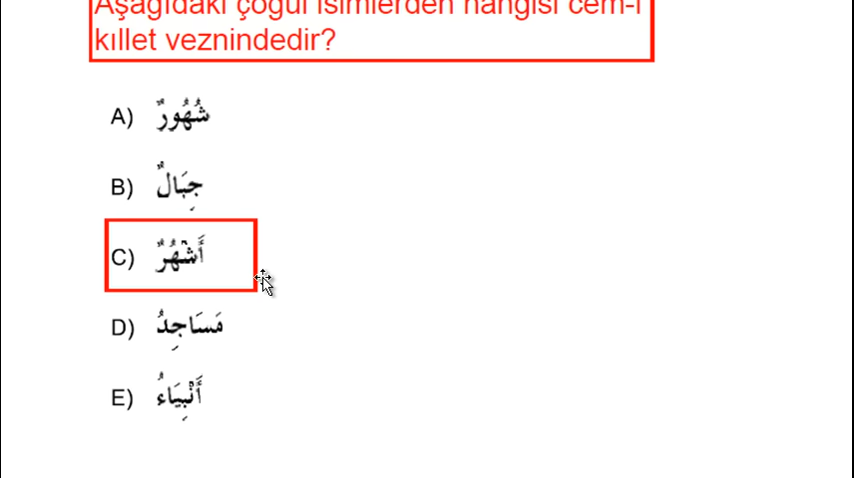 Aşağıdaki çoğul isimlerden hangisi cem-i
kıllet veznindedir?
A) شُهُورٌ
B) جِبَالٌ
C) أَشْهُرٌ
D) مَسَاجِدُ
E) أَنْبِيَاءُ